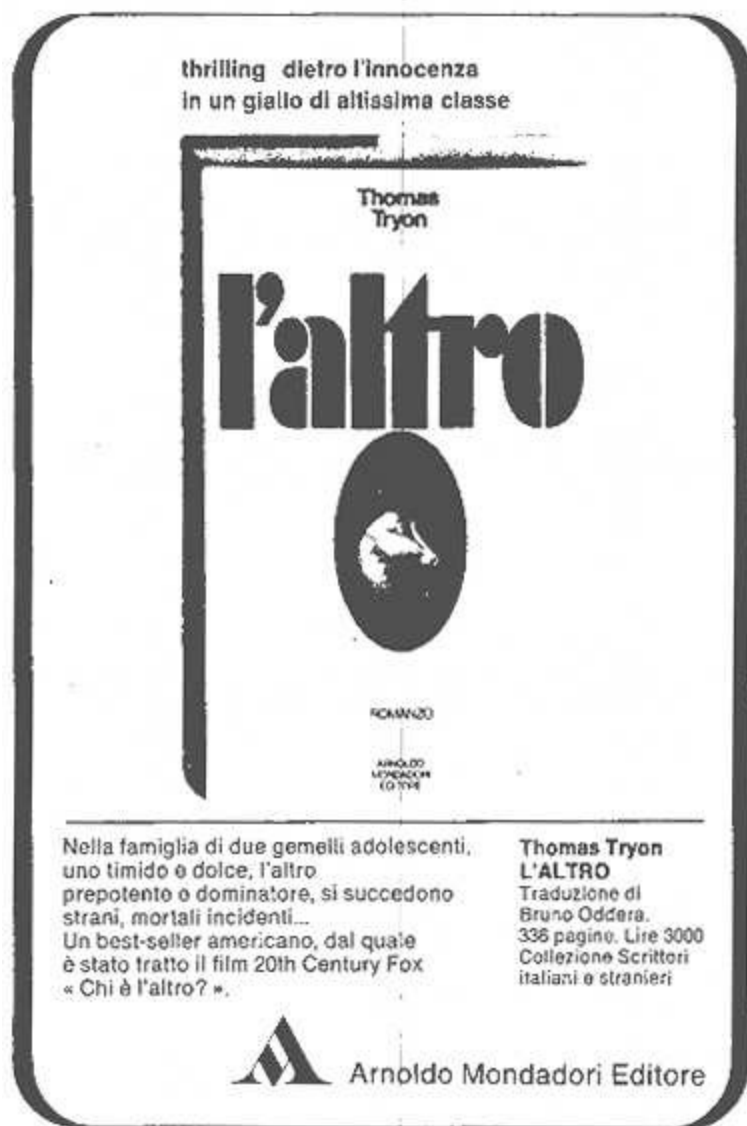 thrilling dietro l'innocenza
in un giallo di altissima classe
Thomas
Tryon
l'altro
ROMANZO
ARNOLDO
MONDADORI
EDITORE
Nella famiglia di due gemelli adolescenti,
uno timido e dolce, l'altro
prepotente e dominatore, si succedono
strani, mortali incidenti...
Un best-seller americano, dal quale
è stato tratto il film 20th Century Fox
« Chi è l'altro? ».
Thomas Tryon
L'ALTRO
Traduzione di
Bruno Oddera.
336 pagine. Lire 3000
Collezione Scrittori
italiani e stranieri
Arnoldo Mondadori Editore